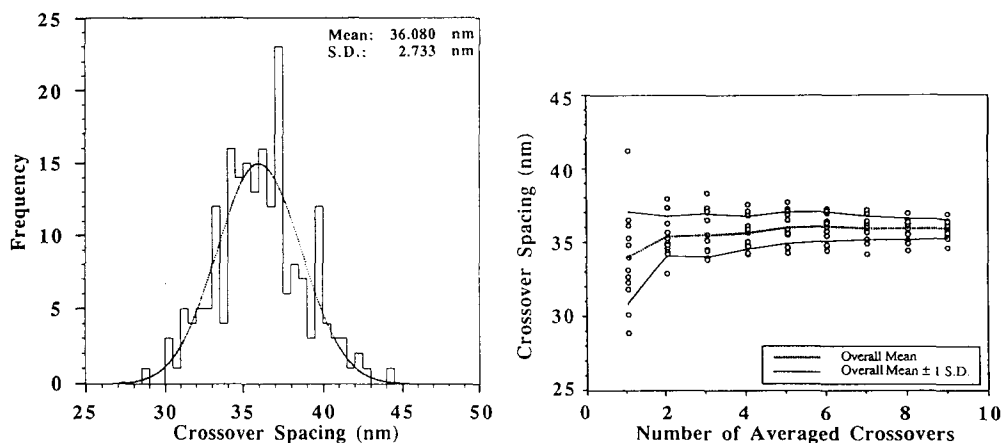 25
20
15
10
5
0
Frequency
Mean: 36.080 nm
S.D.: 2.733 nm
25 30 35 40 45 50
Crossover Spacing (nm)
45
40
35
30
25
Crossover Spacing (nm)
Overall Mean
Overall Mean ± 1 S.D.
0 2 4 6 8 10
Number of Averaged Crossovers